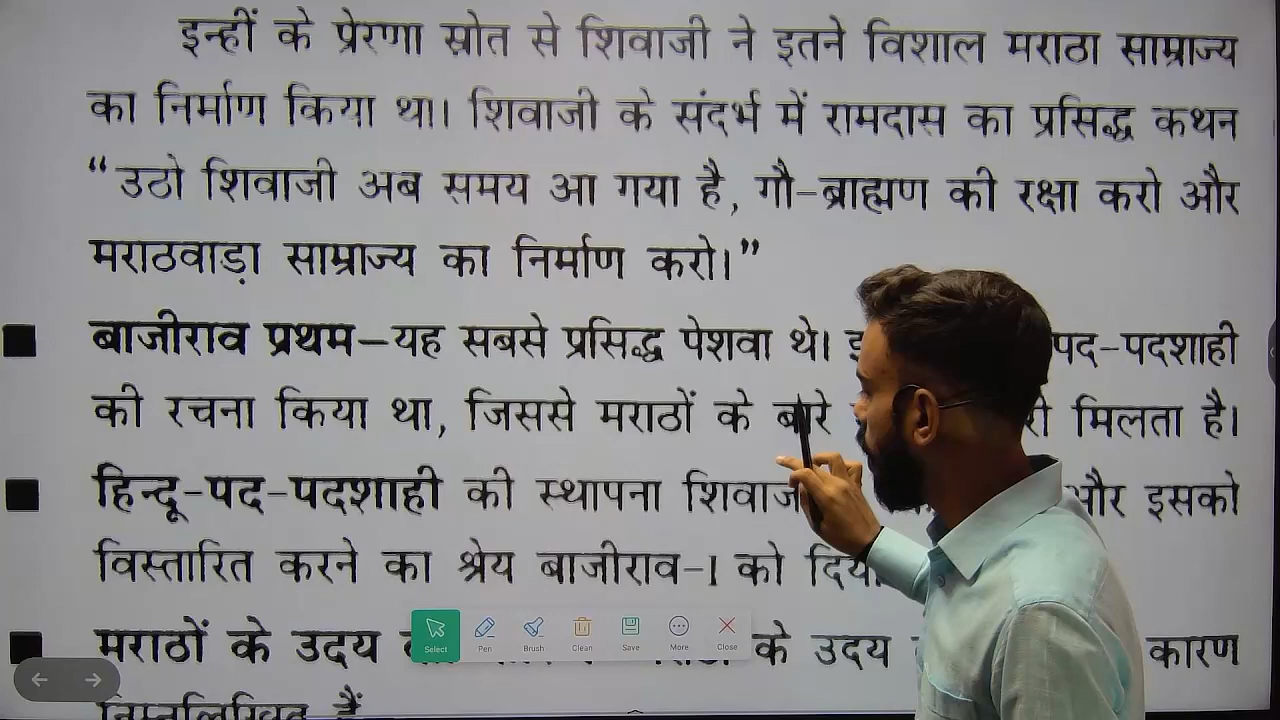 इन्हीं के प्रेरणा स्रोत से शिवाजी ने इतने विशाल मराठा साम्राज्य
का निर्माण किया था। शिवाजी के संदर्भ में रामदास का प्रसिद्ध कथन
“उठो शिवाजी अब समय आ गया है, गौ-ब्राह्मण की रक्षा करो और
मराठवाड़ा साम्राज्य का निर्माण करो।”
■ बाजीराव प्रथम–यह सबसे प्रसिद्ध पेशवा थे। पद-पदशाही
की रचना किया था, जिससे मराठों के बारे मिलता है।
■ हिन्दू-पद-पदशाही की स्थापना और इसको
विस्तारित करने का श्रेय बाजीराव-I को
■ मराठों के उदय के उदय कारण
निम्नलिखित हैं
Select Pen Brush Clean Save More Close